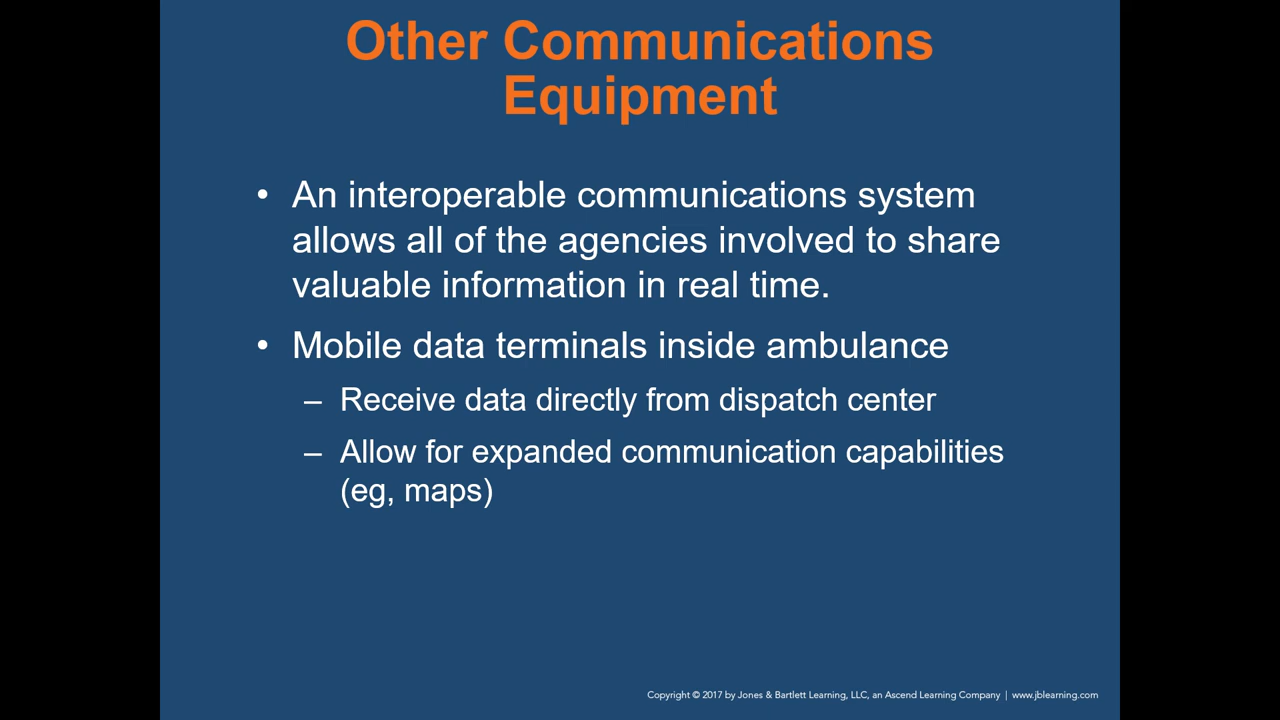 Other Communications
Equipment
• An interoperable communications system
allows all of the agencies involved to share
valuable information in real time.
• Mobile data terminals inside ambulance
– Receive data directly from dispatch center
– Allow for expanded communication capabilities
(eg, maps)
Copyright © 2017 by Jones & Bartlett Learning, LLC, an Ascend Learning Company | www.jblearning.com